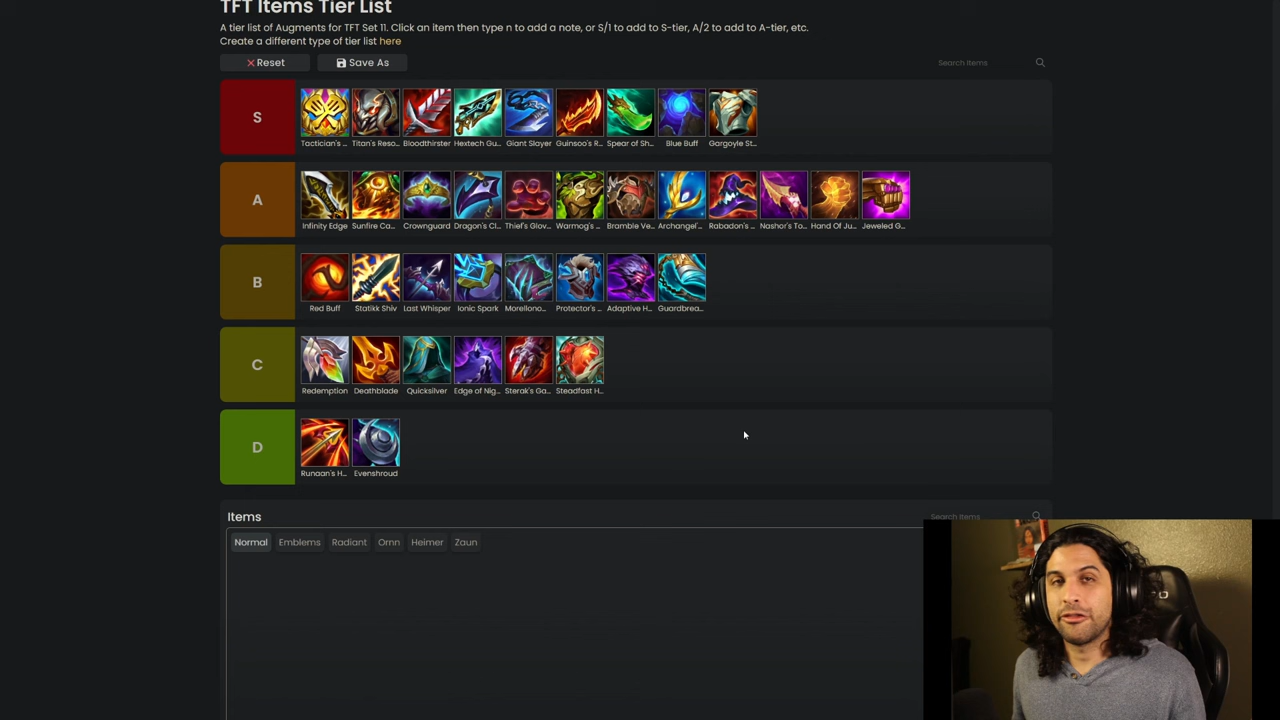 TFT Items Tier List
A tier list of Augments for TFT Set 11. Click an item then type n to add a note, or S/1 to add to S-tier, A/2 to add to A-tier, etc.
Create a different type of tier list here
Reset Save As Search Items
S
Tactician's ... Titan's Reso... Bloodthirster Hextech Gu... Giant Slayer Guinsoo's R... Spear of Sh... Blue Buff Gargoyle St...
A
Infinity Edge Sunfire Ca... Crownguard Dragon's Cl... Thief's Glov... Warmog's ... Bramble Ve... Archangel'... Rabadon's ... Nashor's To... Hand Of Ju... Jeweled G...
B
Red Buff Statikk Shiv Last Whisper Ionic Spark Morellono... Protector's ... Adaptive H... Guardbrea...
C
Redemption Deathblade Quicksilver Edge of Nig... Sterak's Ga... Steadfast H...
D
Runaan's H... Evenshroud
Items Search Items
Normal Emblems Radiant Ornn Heimer Zaun